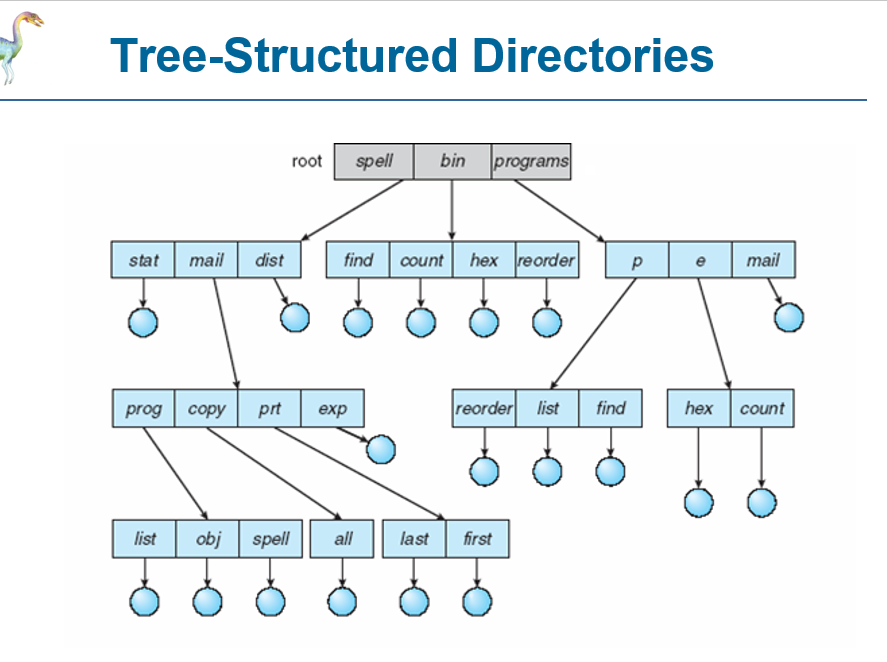 Tree-Structured Directories
root spell bin programs
stat mail dist find count hex reorder p e mail
prog copy prt exp reorder list find hex count
list obj spell all last first